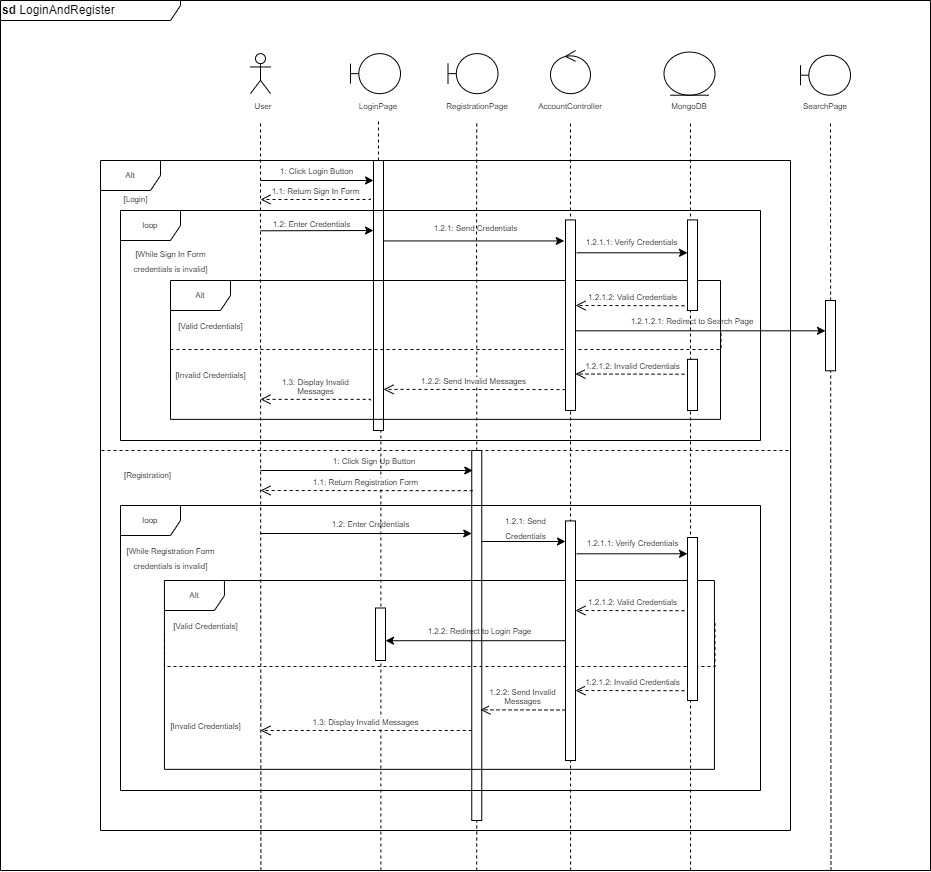 sd LoginAndRegister
User
LoginPage
RegistrationPage
AccountController
MongoDB
SearchPage
Alt
[Login]
1: Click Login Button
1.1: Return Sign In Form
loop
[While Sign In Form
credentials is invalid]
1.2: Enter Credentials
1.2.1: Send Credentials
1.2.1.1: Verify Credentials
Alt
[Valid Credentials]
1.2.1.2: Valid Credentials
1.2.1.2.1: Redirect to Search Page
[Invalid Credentials]
1.2.1.2: Invalid Credentials
1.2.2: Send Invalid Messages
1.3: Display Invalid
Messages
[Registration]
1: Click Sign Up Button
1.1: Return Registration Form
loop
[While Registration Form
credentials is invalid]
1.2: Enter Credentials
1.2.1: Send
Credentials
1.2.1.1: Verify Credentials
Alt
[Valid Credentials]
1.2.1.2: Valid Credentials
1.2.2: Redirect to Login Page
1.2.1.2: Invalid Credentials
1.2.2: Send Invalid
Messages
[Invalid Credentials]
1.3: Display Invalid Messages